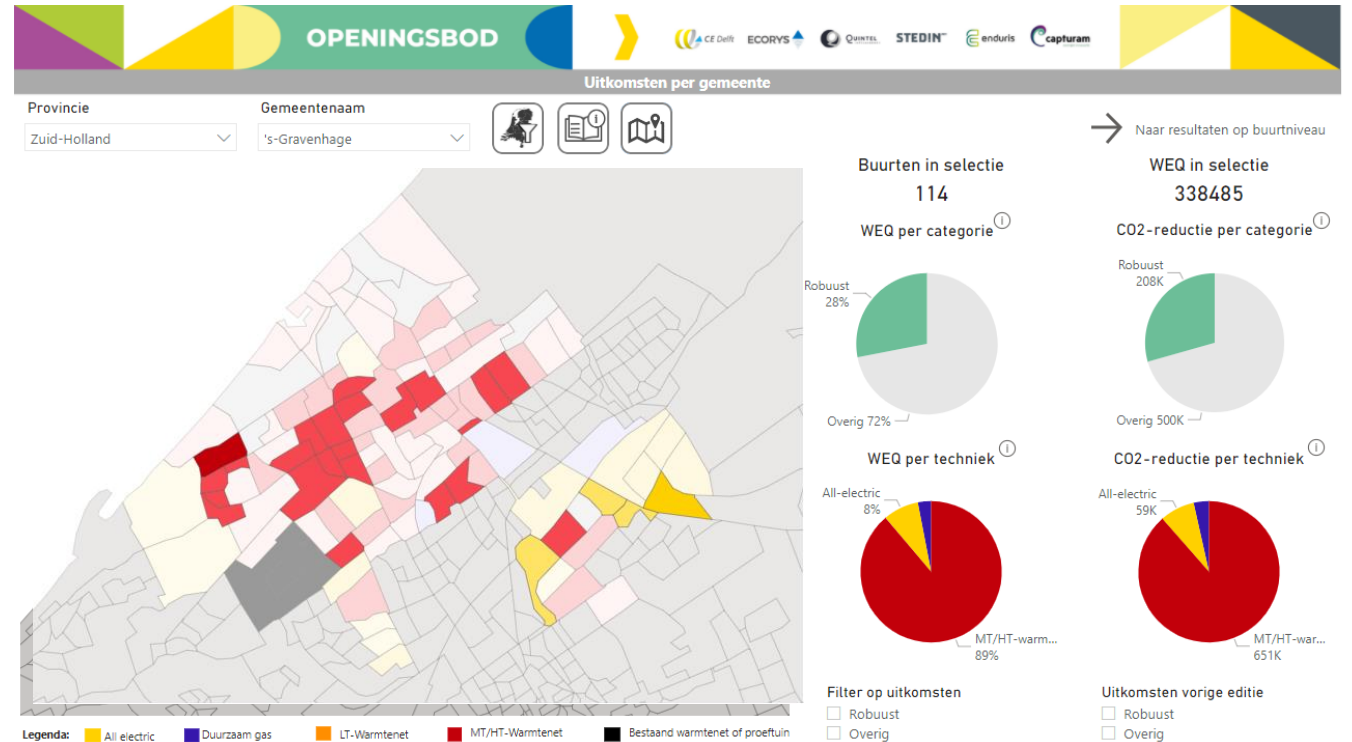 OPENINGSBOD
CE Delft
ECORYS
QUINTEL
STEDIN
enduris
capturam
Uitkomsten per gemeente
Provincie
Zuid-Holland
Gemeentenaam
's-Gravenhage
Naar resultaten op buurtniveau
Buurten in selectie
114
WEQ in selectie
338485
WEQ per categorie
Robuust
28%
Overig 72%
CO2-reductie per categorie
Robuust
208K
Overig 500K
WEQ per techniek
All-electric
8%
MT/HT-warm...
89%
CO2-reductie per techniek
All-electric
59K
MT/HT-war...
651K
Filter op uitkomsten
Robuust
Overig
Uitkomsten vorige editie
Robuust
Overig
Legenda: All electric Duurzaam gas LT-Warmtenet MT/HT-Warmtenet Bestaand warmtenet of proeftuin